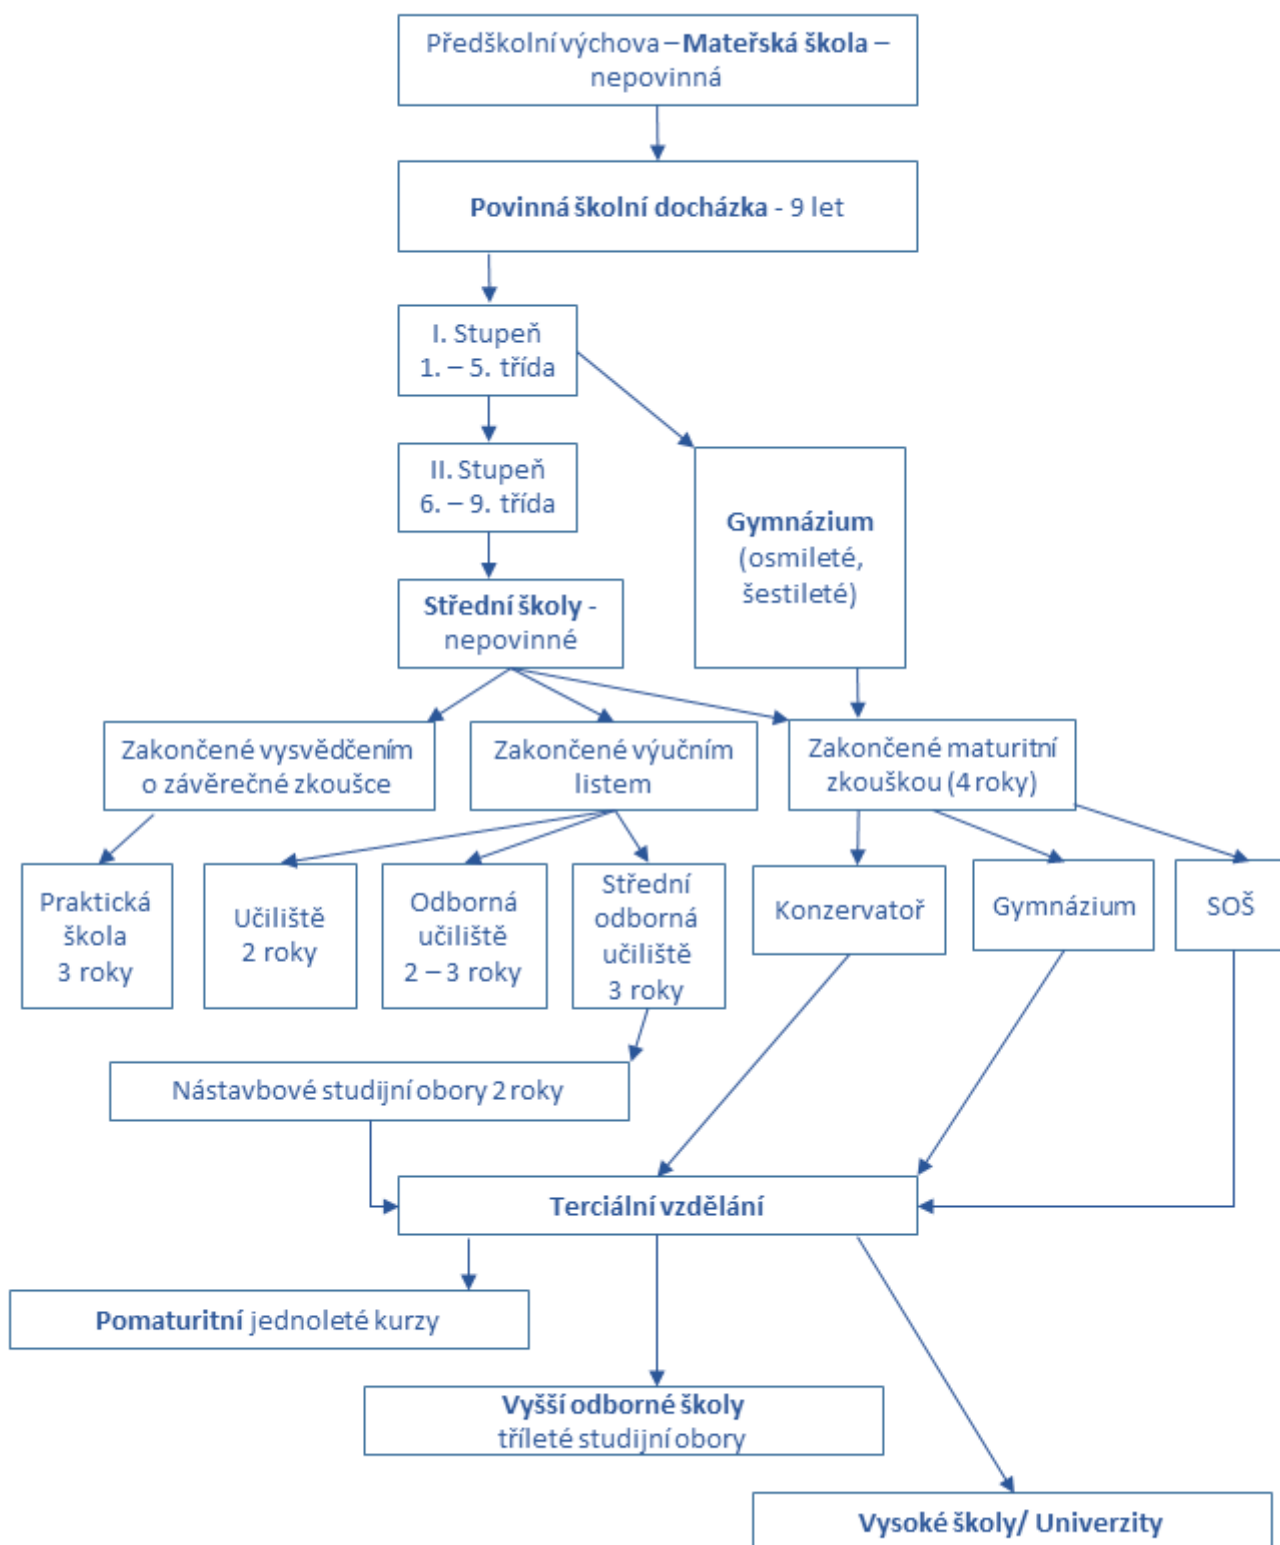 Předškolní výchova – Mateřská škola –
nepovinná
Povinná školní docházka - 9 let
I. Stupeň
1. – 5. třída
II. Stupeň
6. – 9. třída
Gymnázium
(osmileté,
šestileté)
Střední školy -
nepovinné
Zakončené vysvědčením
o závěrečné zkoušce
Zakončené výučním
listem
Zakončené maturitní
zkouškou (4 roky)
Praktická
škola
3 roky
Učiliště
2 roky
Odborná
učiliště
2 – 3 roky
Střední
odborná
učiliště
3 roky
Konzervatoř
Gymnázium
SOŠ
Nástavbové studijní obory 2 roky
Terciální vzdělání
Pomaturitní jednoleté kurzy
Vyšší odborné školy
tříleté studijní obory
Vysoké školy/ Univerzity